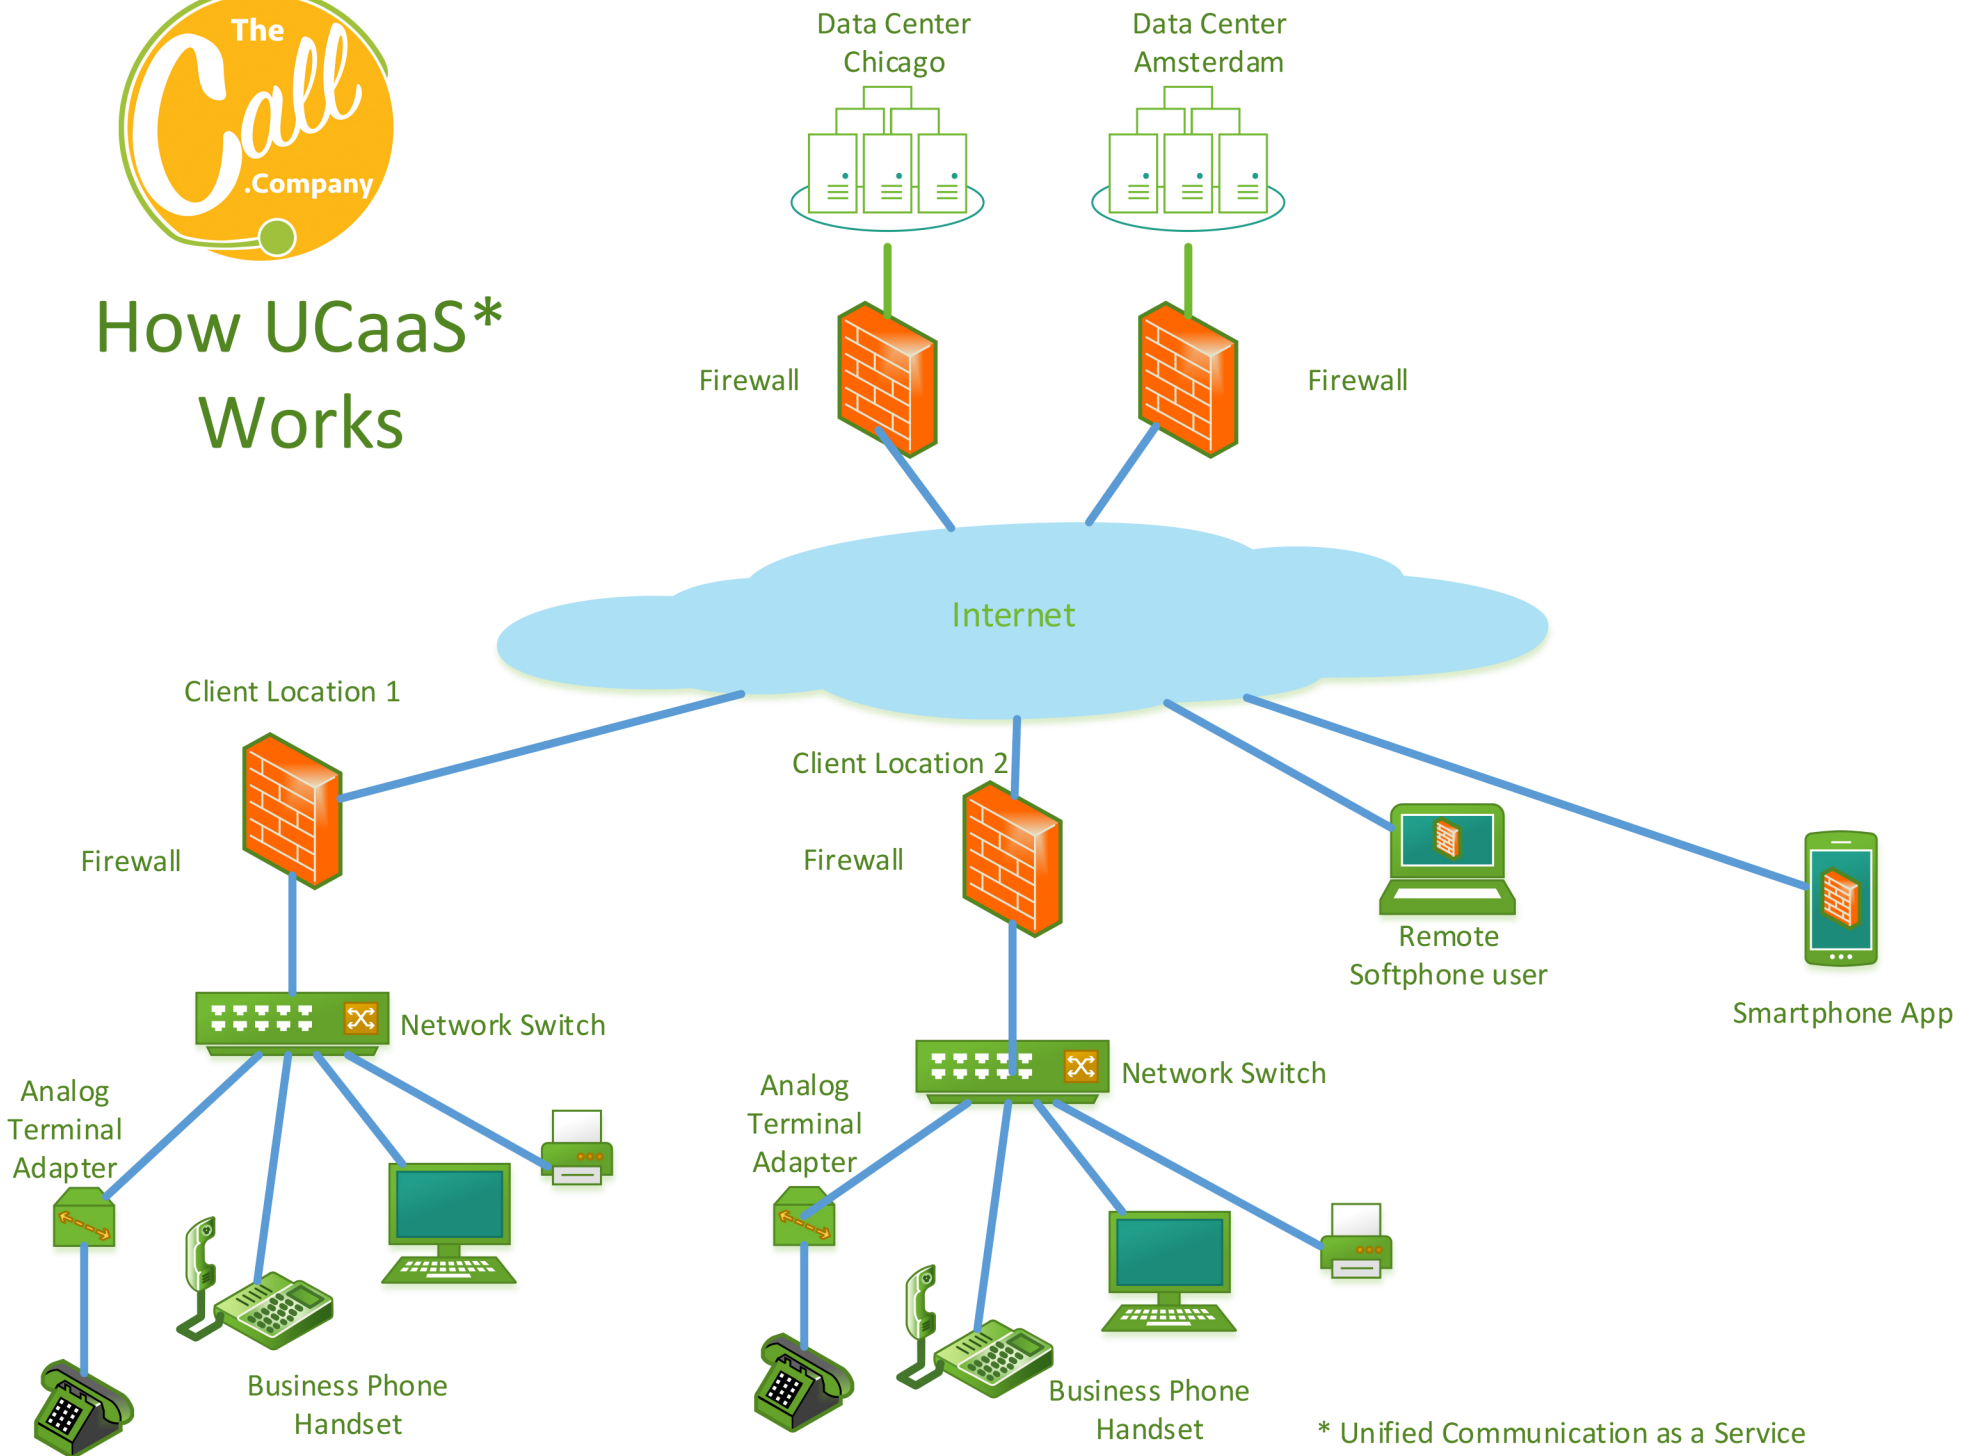 The
Call
.Company
How UCaaS*
Works
Data Center
Chicago
Data Center
Amsterdam
Firewall
Firewall
Internet
Client Location 1
Client Location 2
Firewall
Firewall
Remote
Softphone user
Smartphone App
Network Switch
Network Switch
Analog
Terminal
Adapter
Analog
Terminal
Adapter
Business Phone
Handset
Business Phone
Handset
* Unified Communication as a Service